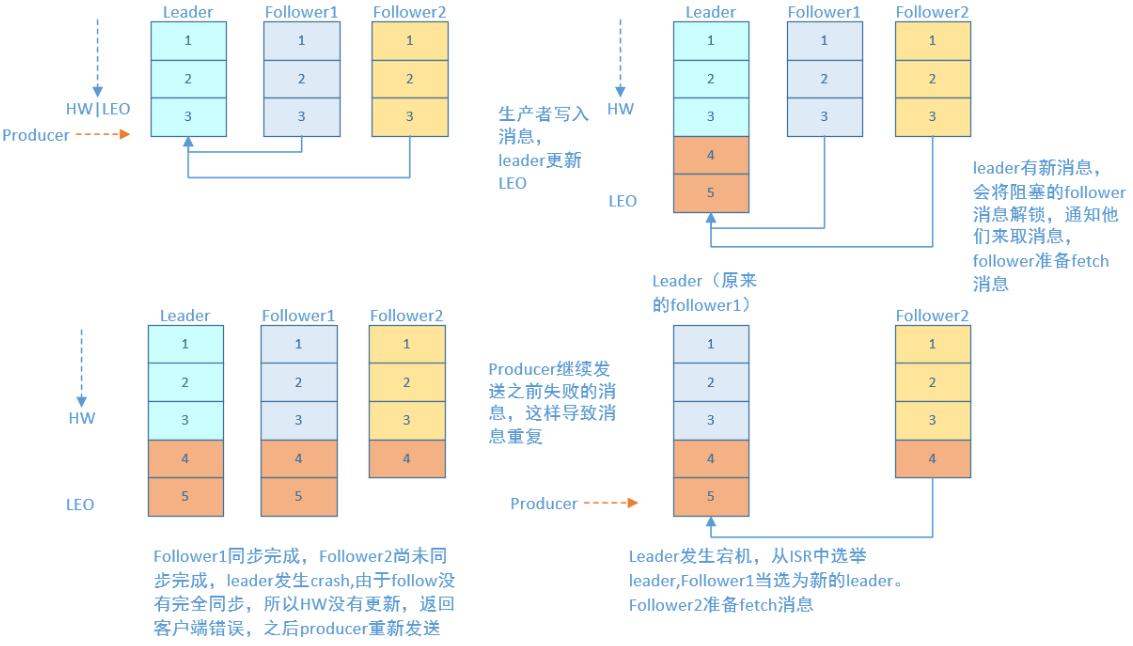 Leader Follower1 Follower2
1 1 1
2 2 2
HW|LEO
3 3 3
Producer
Leader Follower1 Follower2
1 1 1
2 2 2
HW
3 3 3
4
5
LEO
生产者写入
消息，
leader更新
LEO
leader有新消息，
会将阻塞的follower
消息解锁，通知他
们来取消息，
follower准备fetch
消息
Leader Follower1 Follower2
1 1 1
2 2 2
3 3 3
HW
4 4 4
5 5
LEO
Follower1同步完成，Follower2尚未同
步完成，leader发生crash,由于follow没
有完全同步，所以HW没有更新，返回
客户端错误，之后producer重新发送
Leader（原来
的follower1）
Follower2
1 1
2 2
3 3
4 4
5
Producer继续发
送之前失败的消
息，这样导致消
息重复
Producer
Leader发生宕机，从ISR中选举
leader,Follower1当选为新的leader。
Follower2准备fetch消息